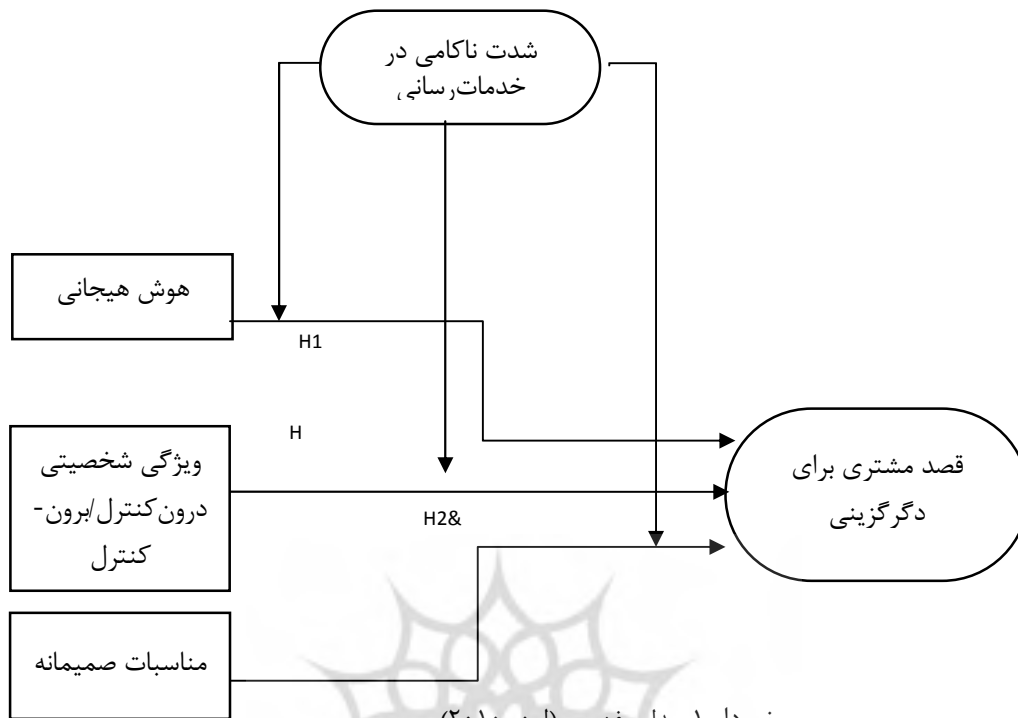 شدت ناکامی در
خدمات‌رسانی
هوش هیجانی
H1
H
ویژگی شخصیتی
درون‌کنترل/برون-
کنترل
H2&
قصد مشتری برای
دگرگزینی
مناسبات صمیمانه